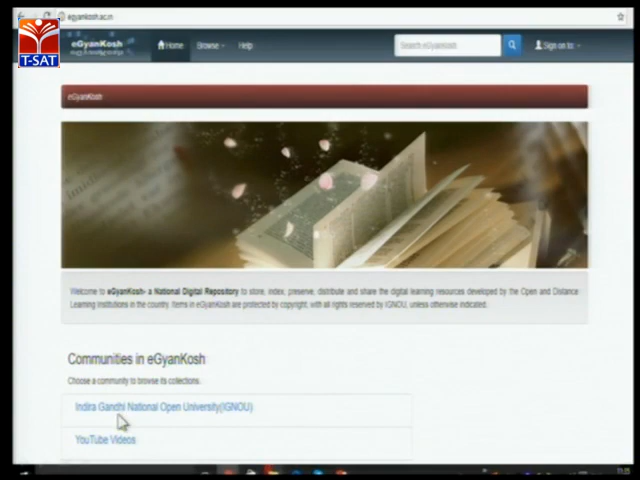 egyankosh.ac.in
T-SAT
eGyanKosh
Home Browse Help
Search eGyankosh
Sign on to:
eGyanKosh
Welcome to eGyanKosh- a National Digital Repository to store, index, preserve, distribute and share the digital learning resources developed by the Open and Distance
Learning Institutions in the country. Items in eGyanKosh are protected by copyright, with all rights reserved by IGNOU, unless otherwise indicated.
Communities in eGyanKosh
Choose a community to browse its collections.
Indira Gandhi National Open University(IGNOU)
YouTube Videos